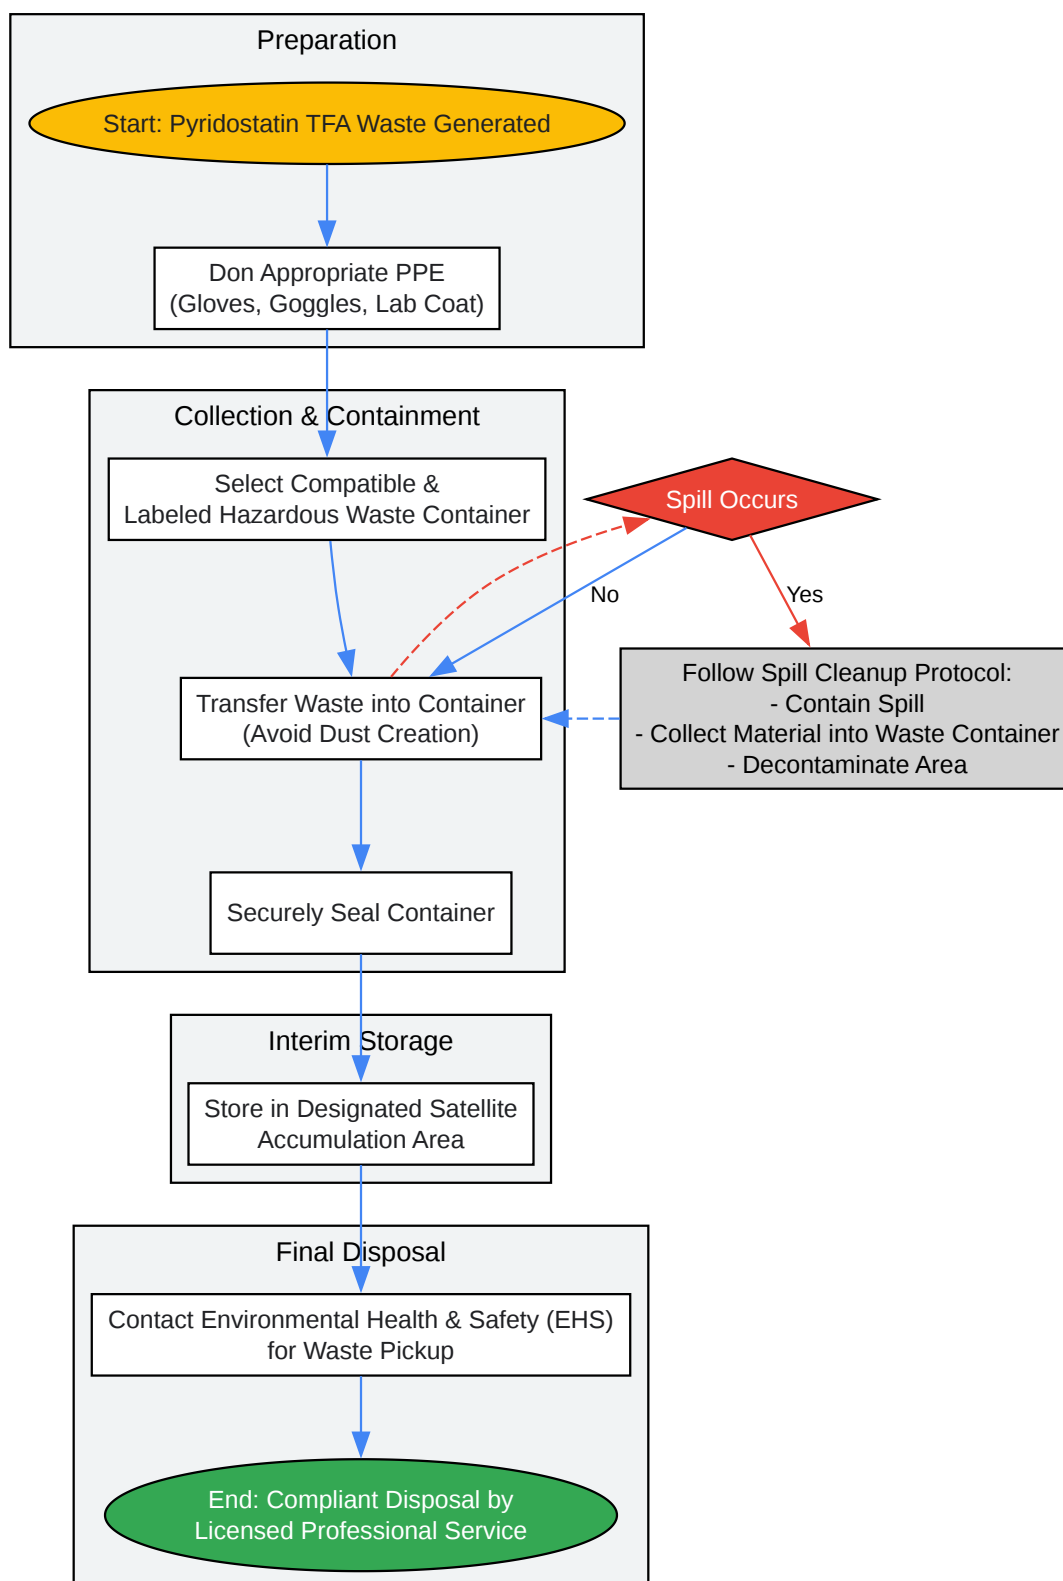 Preparation
Start: Pyridostatin TFA Waste Generated
Don Appropriate PPE
(Gloves, Goggles, Lab Coat)
Collection & Containment
Select Compatible &
Labeled Hazardous Waste Container
Spill Occurs
No
Yes
Transfer Waste into Container
(Avoid Dust Creation)
Follow Spill Cleanup Protocol:
- Contain Spill
- Collect Material into Waste Container
- Decontaminate Area
Securely Seal Container
Interim Storage
Store in Designated Satellite
Accumulation Area
Final Disposal
Contact Environmental Health & Safety (EHS)
for Waste Pickup
End: Compliant Disposal by
Licensed Professional Service